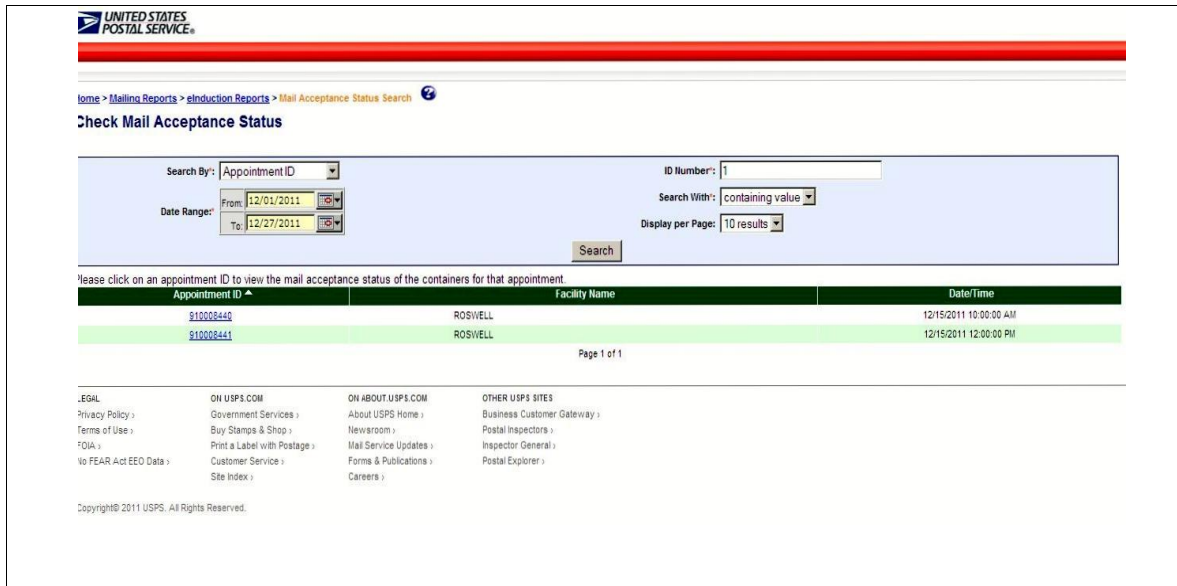 UNITED STATES
POSTAL SERVICE®
Home > Mailing Reports > eInduction Reports > Mail Acceptance Status Search ?
Check Mail Acceptance Status
Search By*: Appointment ID ID Number*: 1
Date Range:* From: 12/01/2011 Search With*: containing value
To: 12/27/2011 Display per Page: 10 results
Search
Please click on an appointment ID to view the mail acceptance status of the containers for that appointment.
Appointment ID Facility Name Date/Time
910008440 ROSWELL 12/15/2011 10:00:00 AM
910008441 ROSWELL 12/15/2011 12:00:00 PM
Page 1 of 1
LEGAL ON USPS.COM ON ABOUT.USPS.COM OTHER USPS SITES
Privacy Policy › Government Services › About USPS Home › Business Customer Gateway ›
Terms of Use › Buy Stamps & Shop › Newsroom › Postal Inspectors ›
FOIA › Print a Label with Postage › Mail Service Updates › Inspector General ›
No FEAR Act EEO Data › Customer Service › Forms & Publications › Postal Explorer ›
Site Index › Careers ›
Copyright© 2011 USPS. All Rights Reserved.